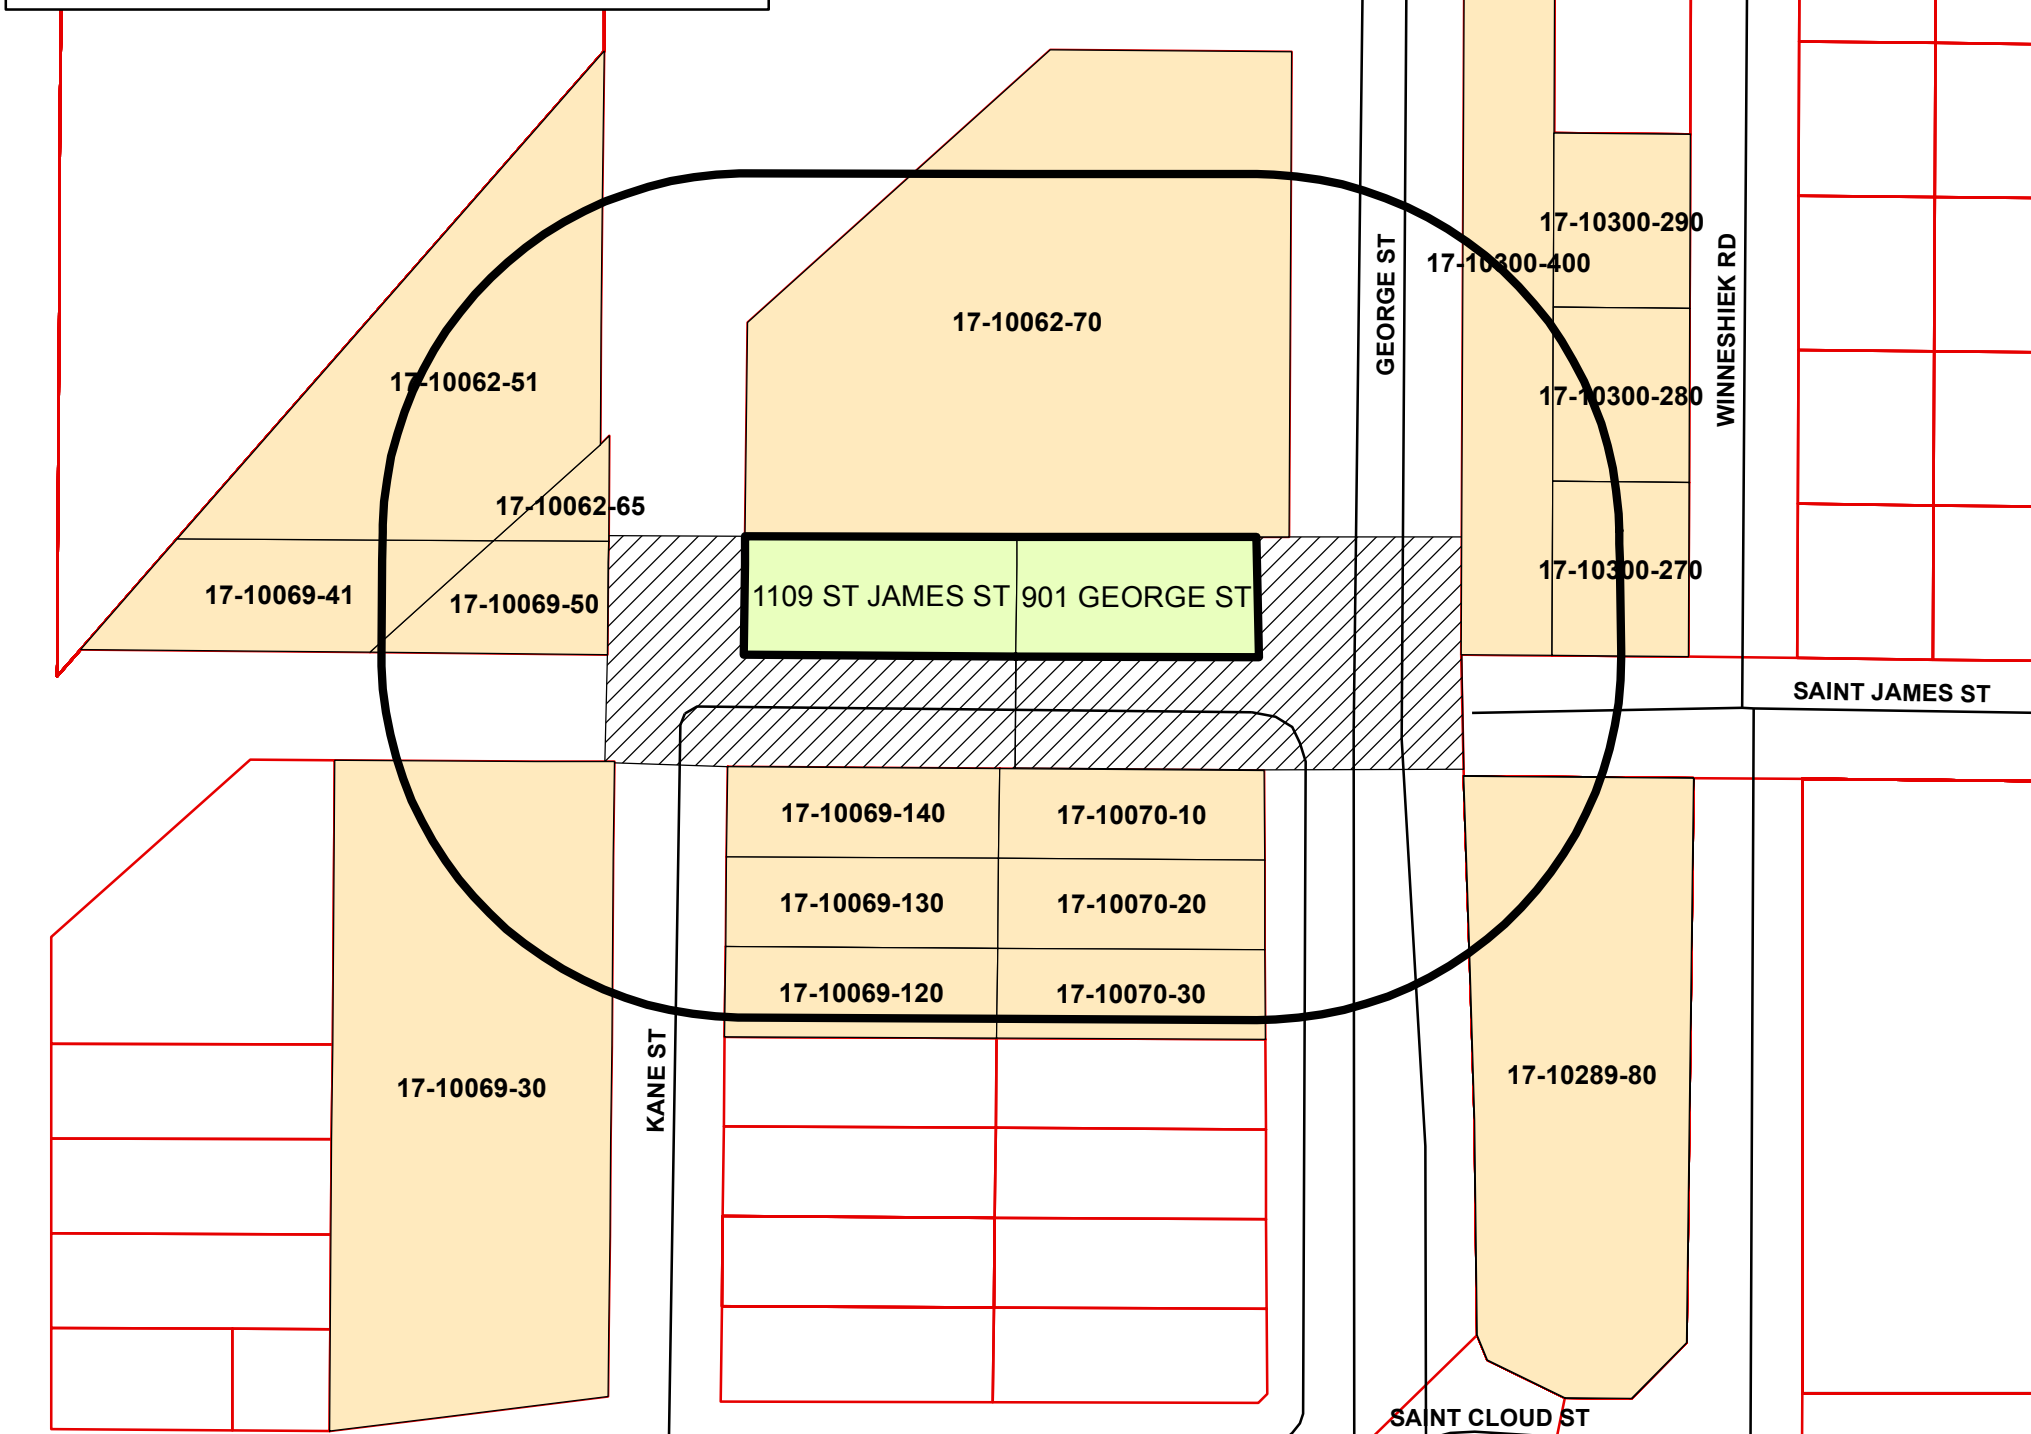 17-10300-290
GEORGE ST
WINNESHIEK RD
17-10300-400
17-10062-70
17-10062-51
17-10300-280
17-10062-65
17-10300-270
17-10069-41
17-10069-50
1109 ST JAMES ST
901 GEORGE ST
SAINT JAMES ST
17-10069-140
17-10070-10
17-10069-130
17-10070-20
17-10069-120
17-10070-30
KANE ST
17-10069-30
17-10289-80
SAINT CLOUD ST